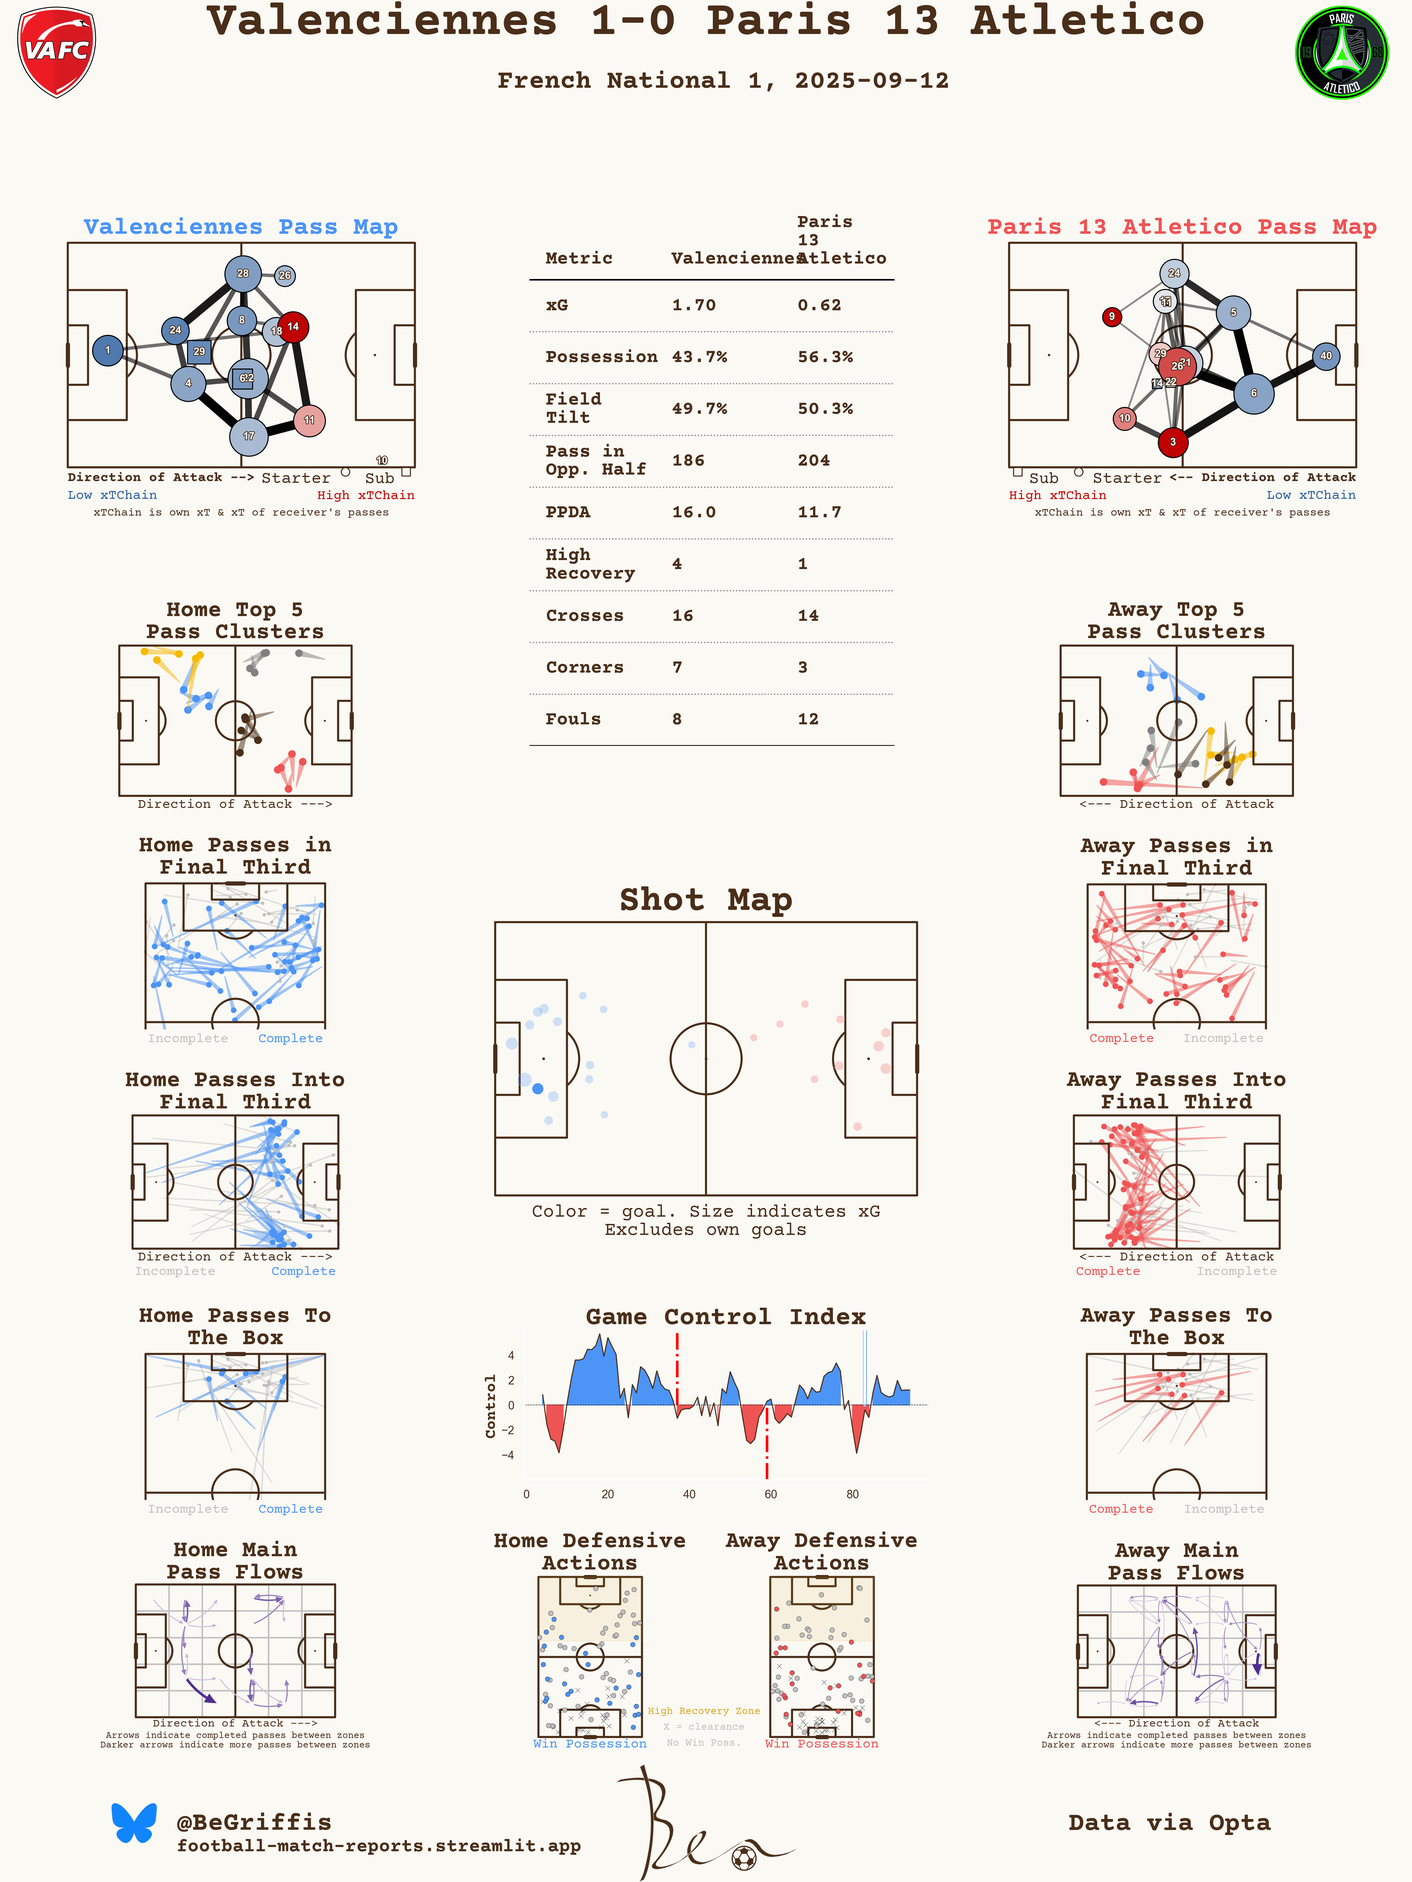 Valenciennes 1-0 Paris 13 Atletico
French National 1, 2025-09-12
VAFC
PARIS
19 68
ATLETICO
Valenciennes Pass Map
28
26
8
18
14
24
29
1
4
6
22
17
11
10
Direction of Attack --> Starter Sub
Low xTChain High xTChain
xTChain is own xT & xT of receiver's passes
Metric Valenciennes Paris 13 Atletico
xG 1.70 0.62
Possession 43.7% 56.3%
Field Tilt 49.7% 50.3%
Pass in Opp. Half 186 204
PPDA 16.0 11.7
High Recovery 4 1
Crosses 16 14
Corners 7 3
Fouls 8 12
Paris 13 Atletico Pass Map
24
9
5
29
21
26
40
14
22
6
10
3
Sub Starter <-- Direction of Attack
High xTChain Low xTChain
xTChain is own xT & xT of receiver's passes
Home Top 5
Pass Clusters
Direction of Attack --->
Away Top 5
Pass Clusters
<--- Direction of Attack
Home Passes in
Final Third
Incomplete Complete
Away Passes in
Final Third
Complete Incomplete
Shot Map
Color = goal. Size indicates xG
Excludes own goals
Home Passes Into
Final Third
Direction of Attack --->
Incomplete Complete
Away Passes Into
Final Third
<--- Direction of Attack
Complete Incomplete
Home Passes To
The Box
Incomplete Complete
Game Control Index
Control
4
2
0
−2
−4
0 20 40 60 80
Away Passes To
The Box
Complete Incomplete
Home Main
Pass Flows
Direction of Attack --->
Arrows indicate completed passes between zones
Darker arrows indicate more passes between zones
Home Defensive
Actions
Win Possession
High Recovery Zone
X = clearance
No Win Poss.
Away Defensive
Actions
Win Possession
Away Main
Pass Flows
<--- Direction of Attack
Arrows indicate completed passes between zones
Darker arrows indicate more passes between zones
@BeGriffis
football-match-reports.streamlit.app
Ben
Data via Opta